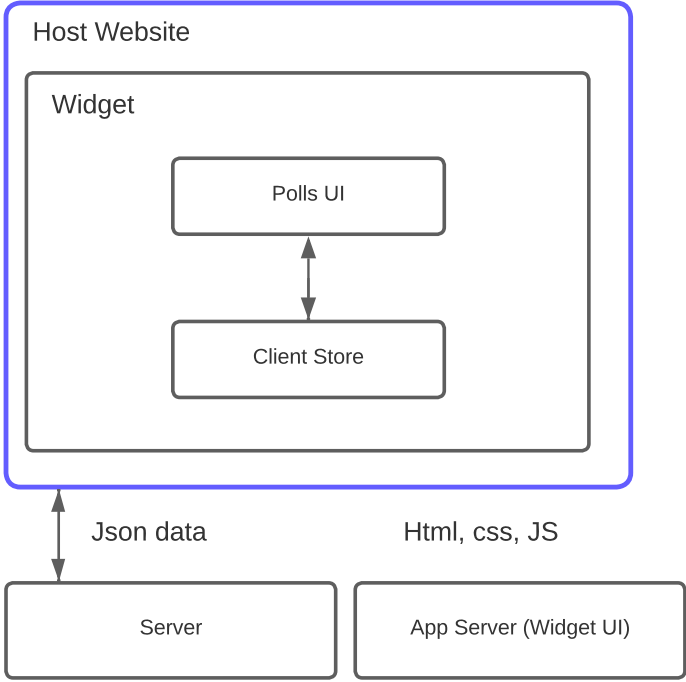 Host Website
Widget
Polls UI
Client Store
Json data
Html, css, JS
Server
App Server (Widget UI)